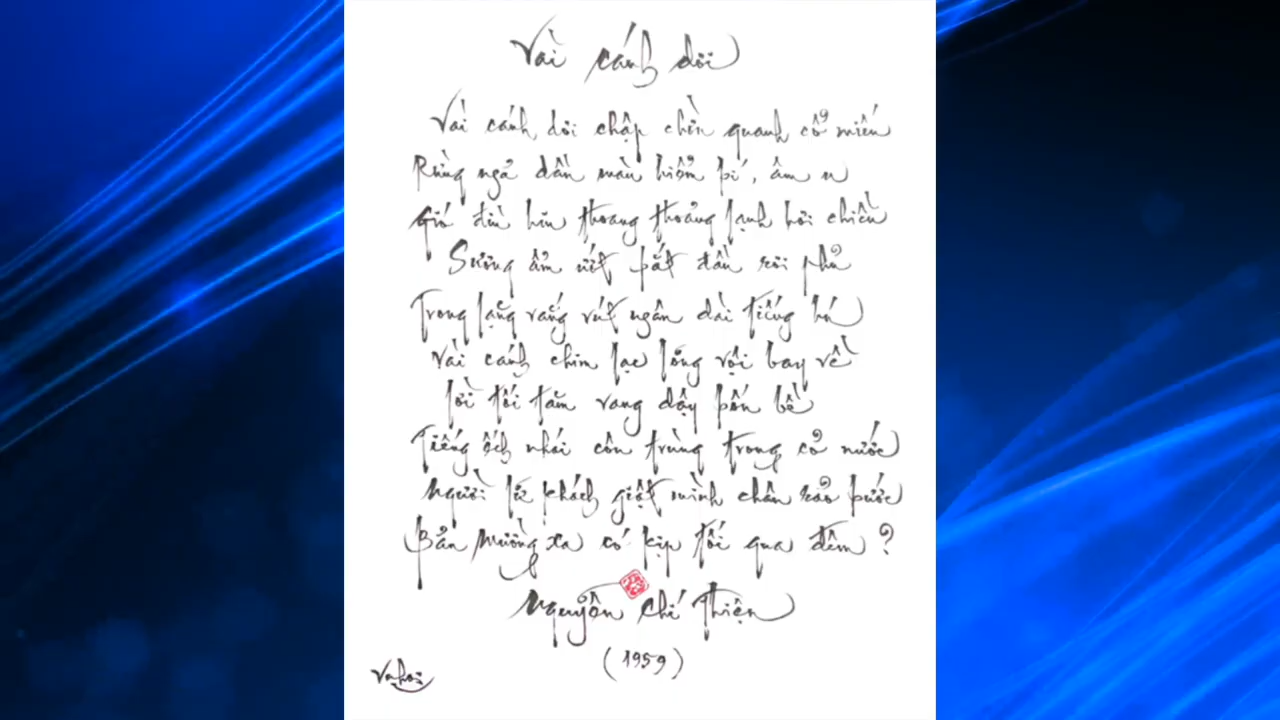 Vài cánh dơi
Vài cánh dơi chập chờn quanh cổ miếu
Rừng ngả dần màu hiểm bí, âm u
Gió đìu hiu thoang thoảng lạnh hơi chiều
Sương ẩm ướt bắt đầu rơi phủ
Trong lẳng vắng vút ngân dài tiếng hú
Vài cánh chim lạc lõng vội bay về
Lời tối tăm vang dậy bốn bề
Tiếng ếch nhái côn trùng trong cỏ nước
Người lữ khách giật mình chân rảo bước
Bản Mường xa có kịp tối qua đêm ?
Nguyễn Chí Thiện
(1959)